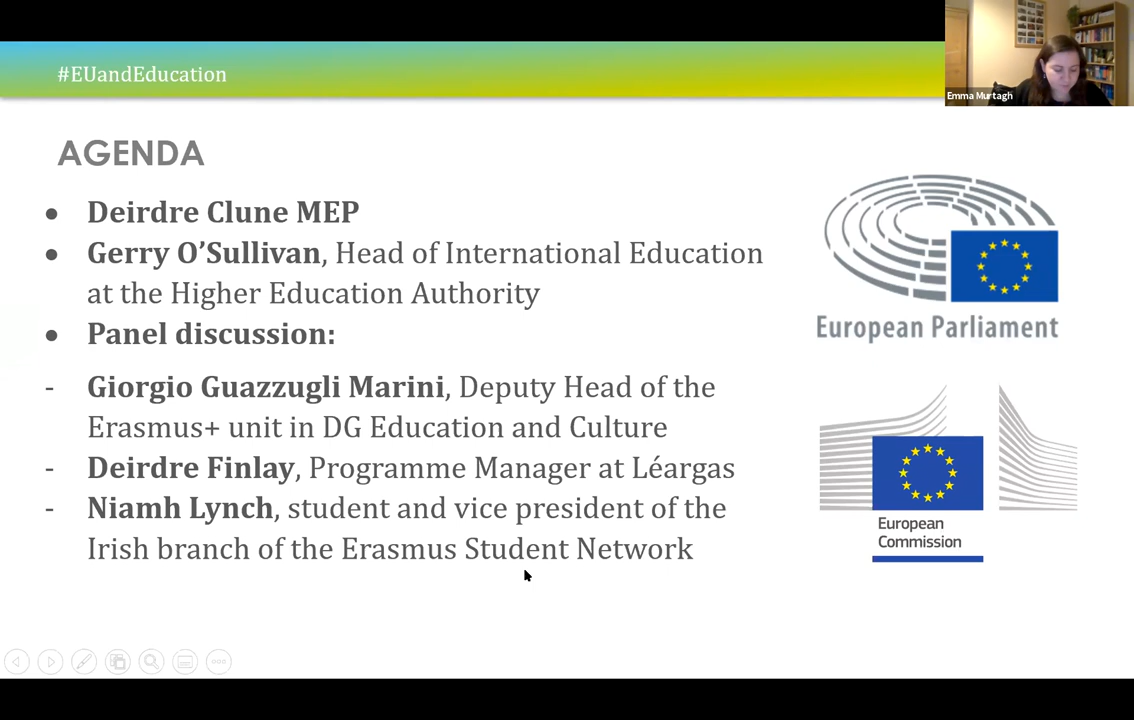 #EUandEducation
Emma Murtagh
AGENDA
• Deirdre Clune MEP
• Gerry O’Sullivan, Head of International Education
at the Higher Education Authority
• Panel discussion:
- Giorgio Guazzugli Marini, Deputy Head of the
Erasmus+ unit in DG Education and Culture
- Deirdre Finlay, Programme Manager at Léargas
- Niamh Lynch, student and vice president of the
Irish branch of the Erasmus Student Network
European Parliament
European
Commission